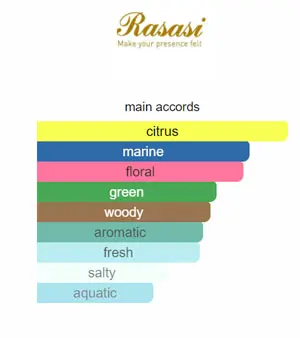 Rasasi
Make your presence felt
main accords
citrus
marine
floral
green
woody
aromatic
fresh
salty
aquatic